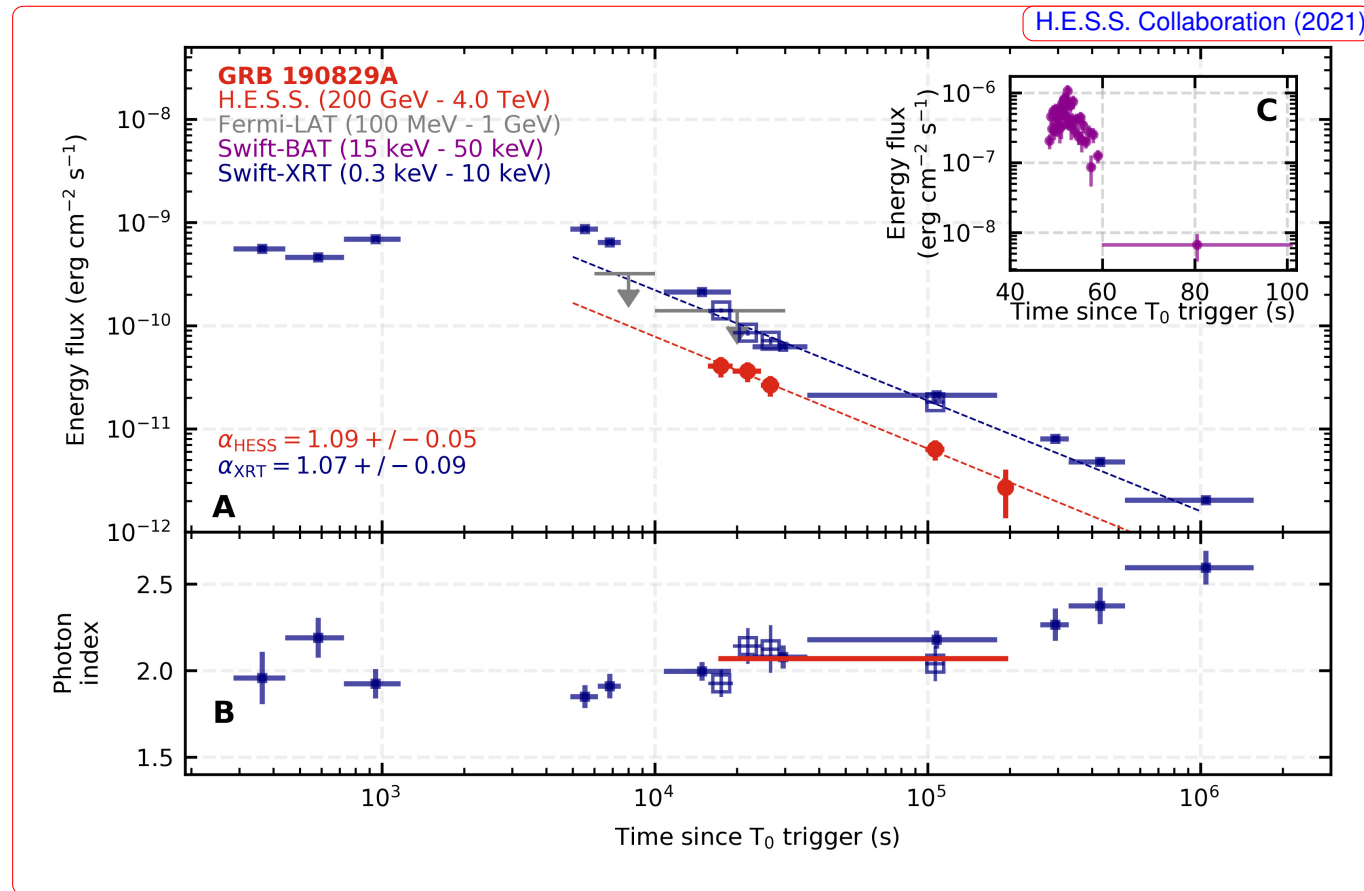 H.E.S.S. Collaboration (2021)
GRB 190829A
H.E.S.S. (200 GeV - 4.0 TeV)
Fermi-LAT (100 MeV - 1 GeV)
Swift-BAT (15 keV - 50 keV)
Swift-XRT (0.3 keV - 10 keV)
Energy flux (erg cm⁻² s⁻¹)
10⁻⁸
10⁻⁹
10⁻¹⁰
10⁻¹¹
10⁻¹²
α_HESS = 1.09 +/− 0.05
α_XRT = 1.07 +/− 0.09
A
C
Energy flux
(erg cm⁻² s⁻¹)
10⁻⁶
10⁻⁷
10⁻⁸
40 60 80 100
Time since T₀ trigger (s)
Photon
index
2.5
2.0
1.5
B
10³ 10⁴ 10⁵ 10⁶
Time since T₀ trigger (s)